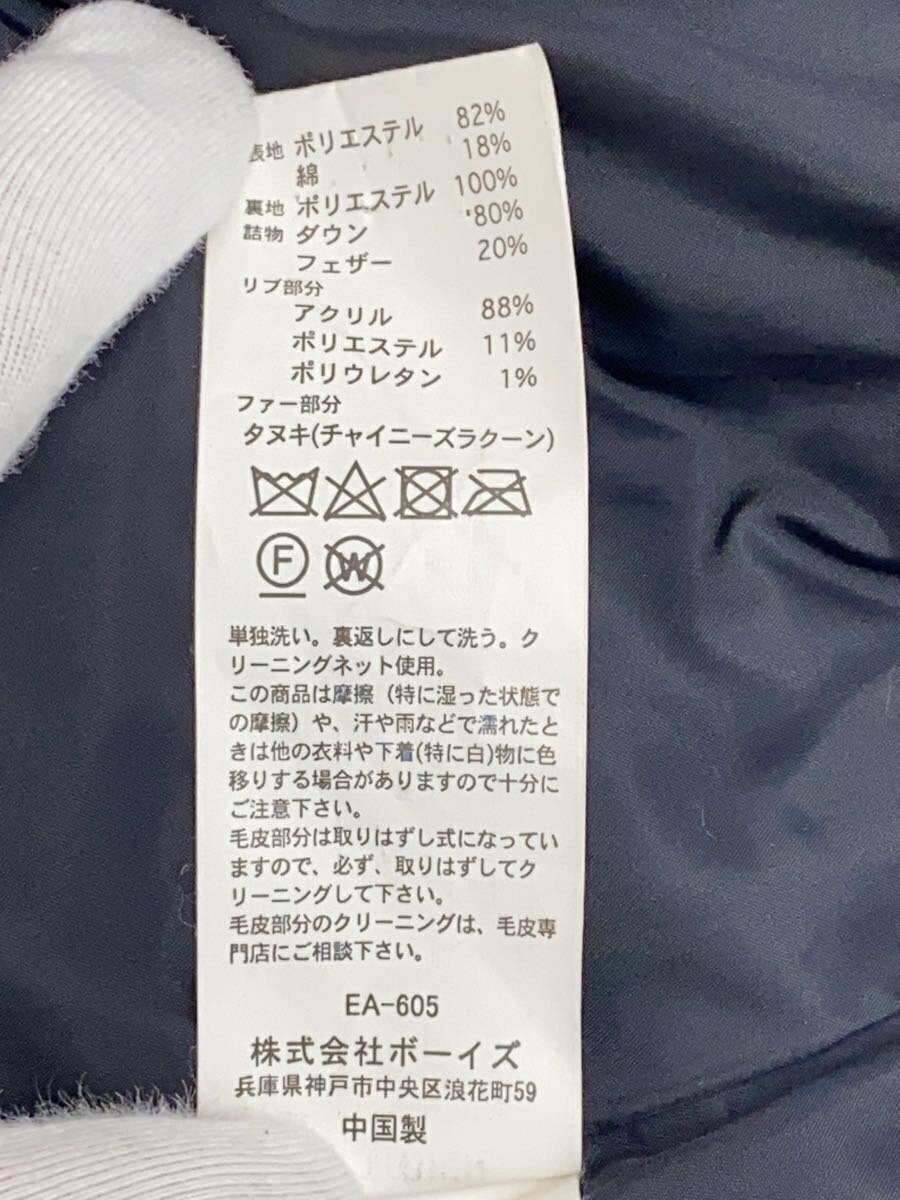 表地 ポリエステル 82%
綿 18%
裏地 ポリエステル 100%
詰物 ダウン 80%
フェザー 20%
リブ部分
アクリル 88%
ポリエステル 11%
ポリウレタン 1%
ファー部分
タヌキ(チャイニーズラクーン)
F W
単独洗い。裏返しにして洗う。ク
リーニングネット使用。
この商品は摩擦（特に湿った状態で
の摩擦）や、汗や雨などで濡れたと
きは他の衣料や下着(特に白)物に色
移りする場合がありますので十分に
ご注意下さい。
毛皮部分は取りはずし式になってい
ますので、必ず、取りはずしてク
リーニングして下さい。
毛皮部分のクリーニングは、毛皮専
門店にご相談下さい。
EA-605
株式会社ボーイズ
兵庫県神戸市中央区浪花町59
中国製